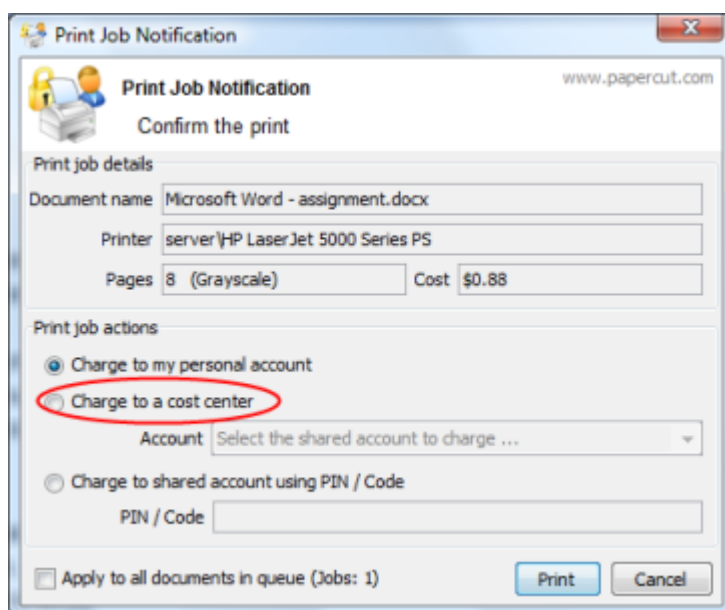 Print Job Notification
www.papercut.com
Print Job Notification
Confirm the print
Print job details
Document name Microsoft Word - assignment.docx
Printer server\HP LaserJet 5000 Series PS
Pages 8 (Grayscale) Cost $0.88
Print job actions
Charge to my personal account
Charge to a cost center
Account Select the shared account to charge ...
Charge to shared account using PIN / Code
PIN / Code
Apply to all documents in queue (Jobs: 1) Print Cancel